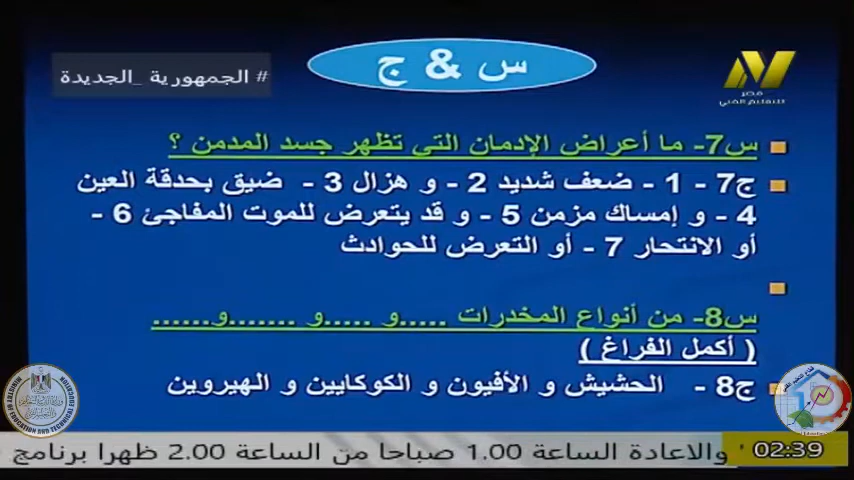 س & ج
# الجمهورية _الجديدة
مصر
للتعليم الفني
س7- ما أعراض الإدمان التي تظهر جسد المدمن ؟
ج7 - 1 - ضعف شديد 2 - و هزال 3 - ضيق بحدقة العين
4 - و إمساك مزمن 5 - و قد يتعرض للموت المفاجئ 6 -
أو الانتحار 7 - أو التعرض للحوادث
س8- من أنواع المخدرات .....و .....و .......و......
( أكمل الفراغ )
ج8 - الحشيش و الأفيون و الكوكايين و الهيروين
والاعادة الساعة 1.00 صباحا من الساعة 2.00 ظهرا برنامج
02:39